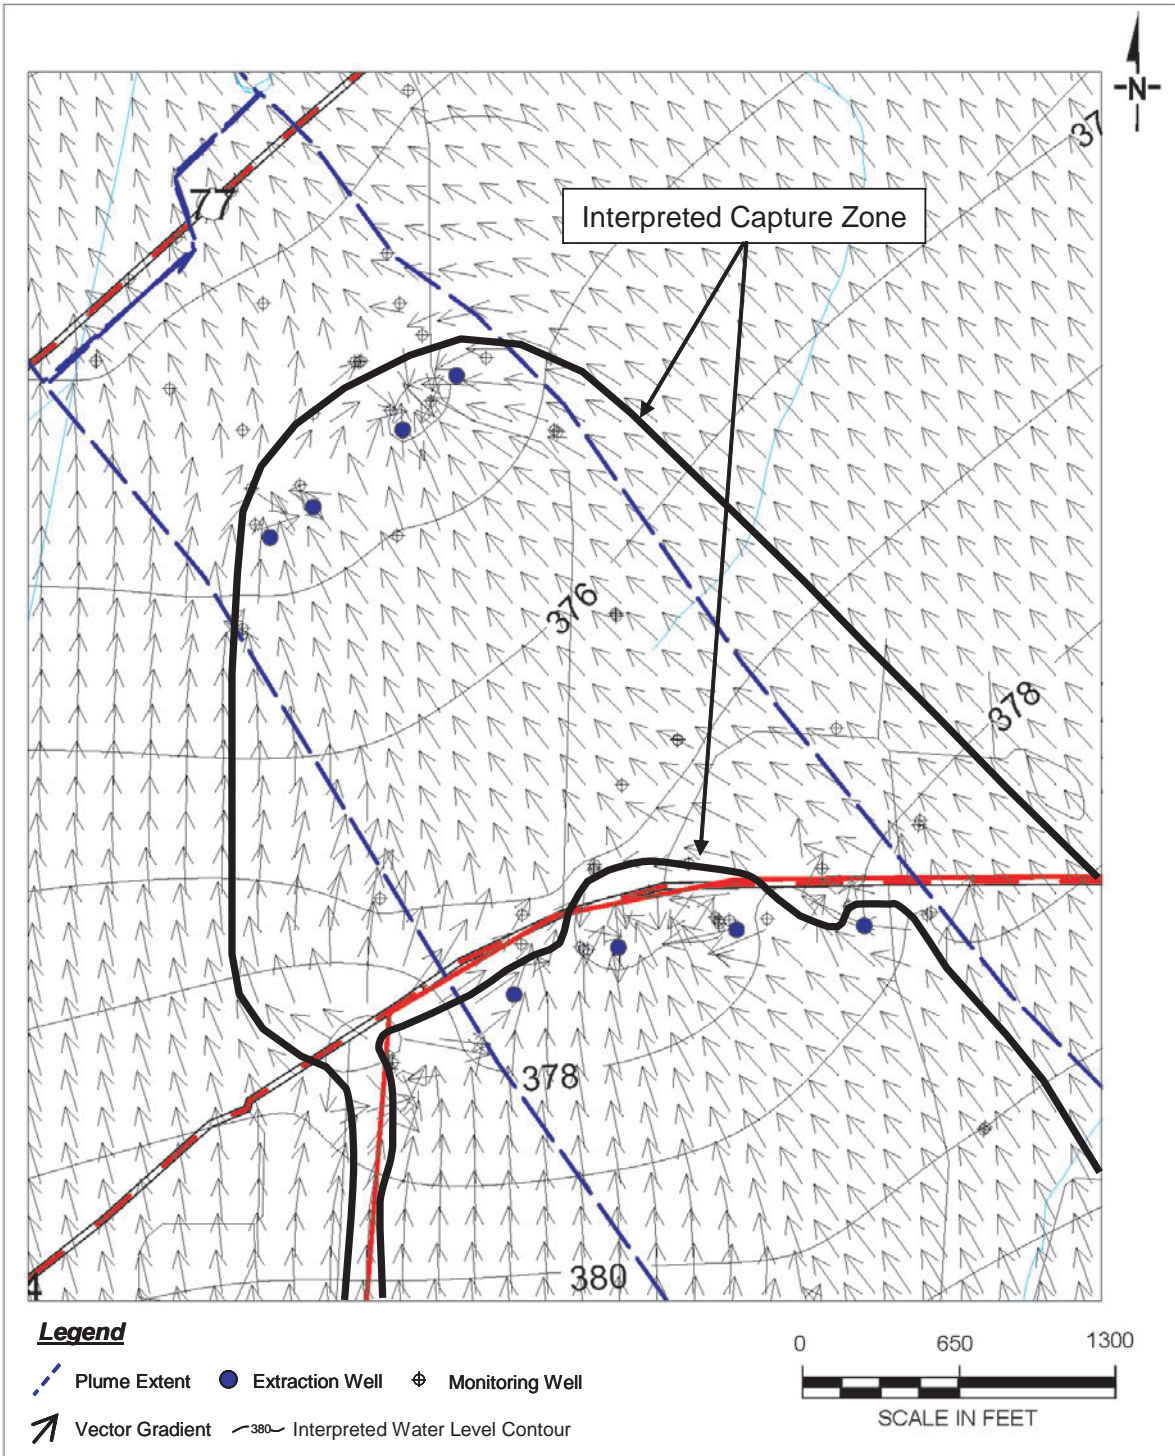 N
37
77
Interpreted Capture Zone
376
378
378
380
4
Legend
Plume Extent Extraction Well Monitoring Well
Vector Gradient 380 Interpreted Water Level Contour
0 650 1300
SCALE IN FEET